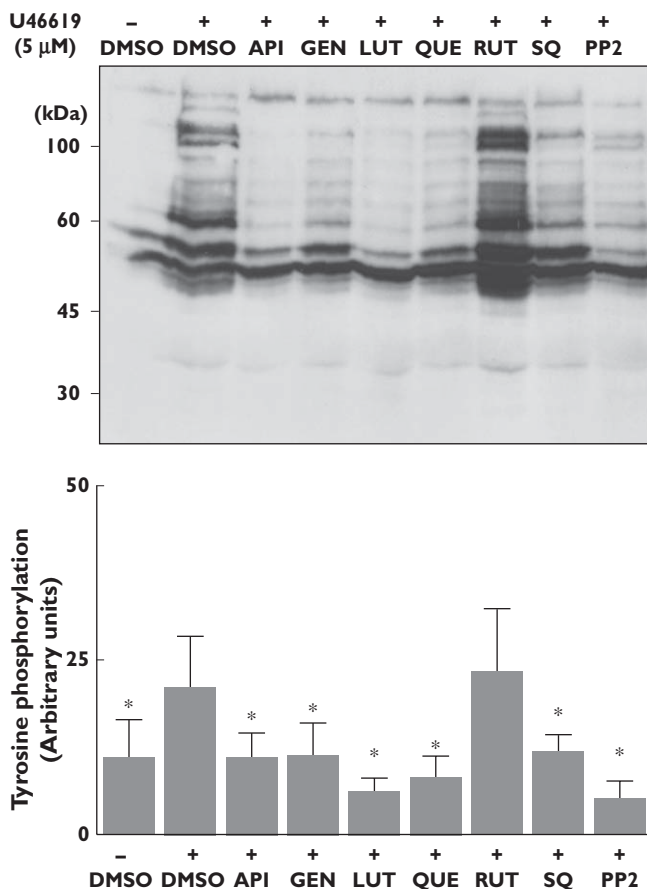 U46619 – + + + + + + + +
(5 μM) DMSO DMSO API GEN LUT QUE RUT SQ PP2
(kDa)
100
60
45
30
50
25
0
Tyrosine phosphorylation
(Arbitrary units)
* * * * * * *
– + + + + + + + +
DMSO DMSO API GEN LUT QUE RUT SQ PP2